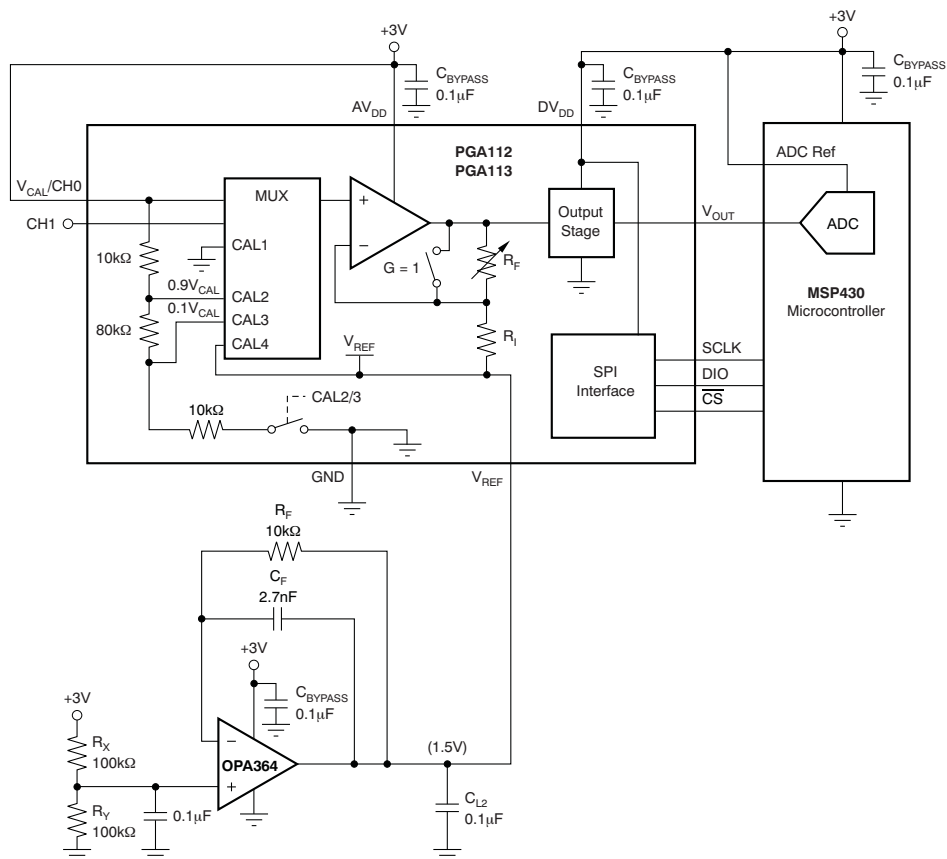 +3V
+3V
CBYPASS
0.1µF
CBYPASS
0.1µF
CBYPASS
0.1µF
AVDD
DVDD
PGA112
PGA113
ADC Ref
VCAL/CH0
MUX
CH1
+
−
Output
Stage
VOUT
ADC
CAL1
10kΩ
G = 1
RF
MSP430
Microcontroller
0.9VCAL
CAL2
0.1VCAL
CAL3
80kΩ
CAL4
VREF
RI
SPI
Interface
SCLK
DIO
CS
CAL2/3
10kΩ
GND
VREF
RF
10kΩ
CF
2.7nF
+3V
CBYPASS
0.1µF
+3V
RX
100kΩ
−
OPA364
+
(1.5V)
RY
100kΩ
0.1µF
CL2
0.1µF